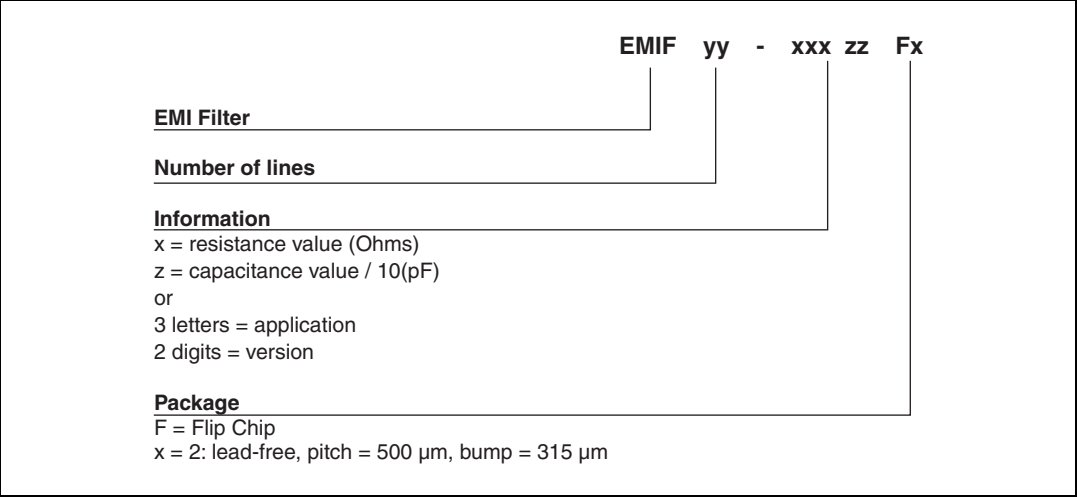 EMIF yy - xxx zz Fx
EMI Filter
Number of lines
Information
x = resistance value (Ohms)
z = capacitance value / 10(pF)
or
3 letters = application
2 digits = version
Package
F = Flip Chip
x = 2: lead-free, pitch = 500 µm, bump = 315 µm